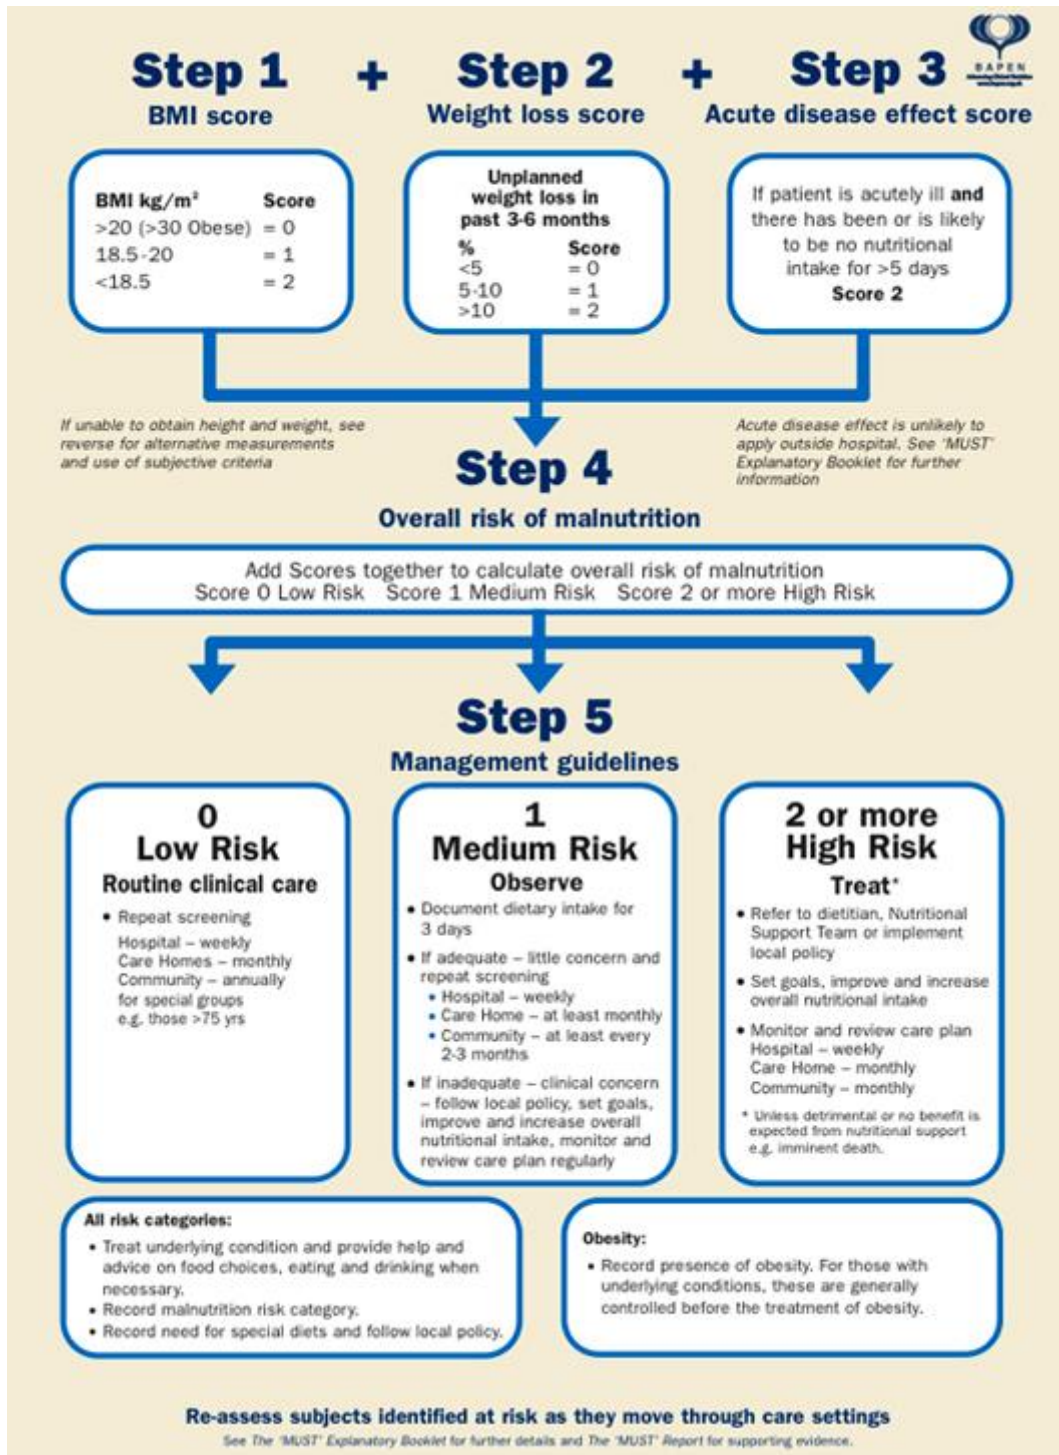 Step 1 + Step 2 + Step 3
BAPEN
Advancing Clinical Nutrition
www.bapen.org.uk
BMI score
Weight loss score
Acute disease effect score
BMI kg/m² Score
>20 (>30 Obese) = 0
18.5-20 = 1
<18.5 = 2
Unplanned
weight loss in
past 3-6 months
% Score
<5 = 0
5-10 = 1
>10 = 2
If patient is acutely ill and
there has been or is likely
to be no nutritional
intake for >5 days
Score 2
If unable to obtain height and weight, see
reverse for alternative measurements
and use of subjective criteria
Acute disease effect is unlikely to
apply outside hospital. See 'MUST'
Explanatory Booklet for further
information
Step 4
Overall risk of malnutrition
Add Scores together to calculate overall risk of malnutrition
Score 0 Low Risk Score 1 Medium Risk Score 2 or more High Risk
Step 5
Management guidelines
0
Low Risk
Routine clinical care
• Repeat screening
Hospital – weekly
Care Homes – monthly
Community – annually
for special groups
e.g. those >75 yrs
1
Medium Risk
Observe
• Document dietary intake for
3 days
• If adequate – little concern and
repeat screening
• Hospital – weekly
• Care Home – at least monthly
• Community – at least every
2-3 months
• If inadequate – clinical concern
– follow local policy, set goals,
improve and increase overall
nutritional intake, monitor and
review care plan regularly
2 or more
High Risk
Treat*
• Refer to dietitian, Nutritional
Support Team or implement
local policy
• Set goals, improve and increase
overall nutritional intake
• Monitor and review care plan
Hospital – weekly
Care Home – monthly
Community – monthly
* Unless detrimental or no benefit is
expected from nutritional support
e.g. imminent death.
All risk categories:
• Treat underlying condition and provide help and
advice on food choices, eating and drinking when
necessary.
• Record malnutrition risk category.
• Record need for special diets and follow local policy.
Obesity:
• Record presence of obesity. For those with
underlying conditions, these are generally
controlled before the treatment of obesity.
Re-assess subjects identified at risk as they move through care settings
See The 'MUST' Explanatory Booklet for further details and The 'MUST' Report for supporting evidence.